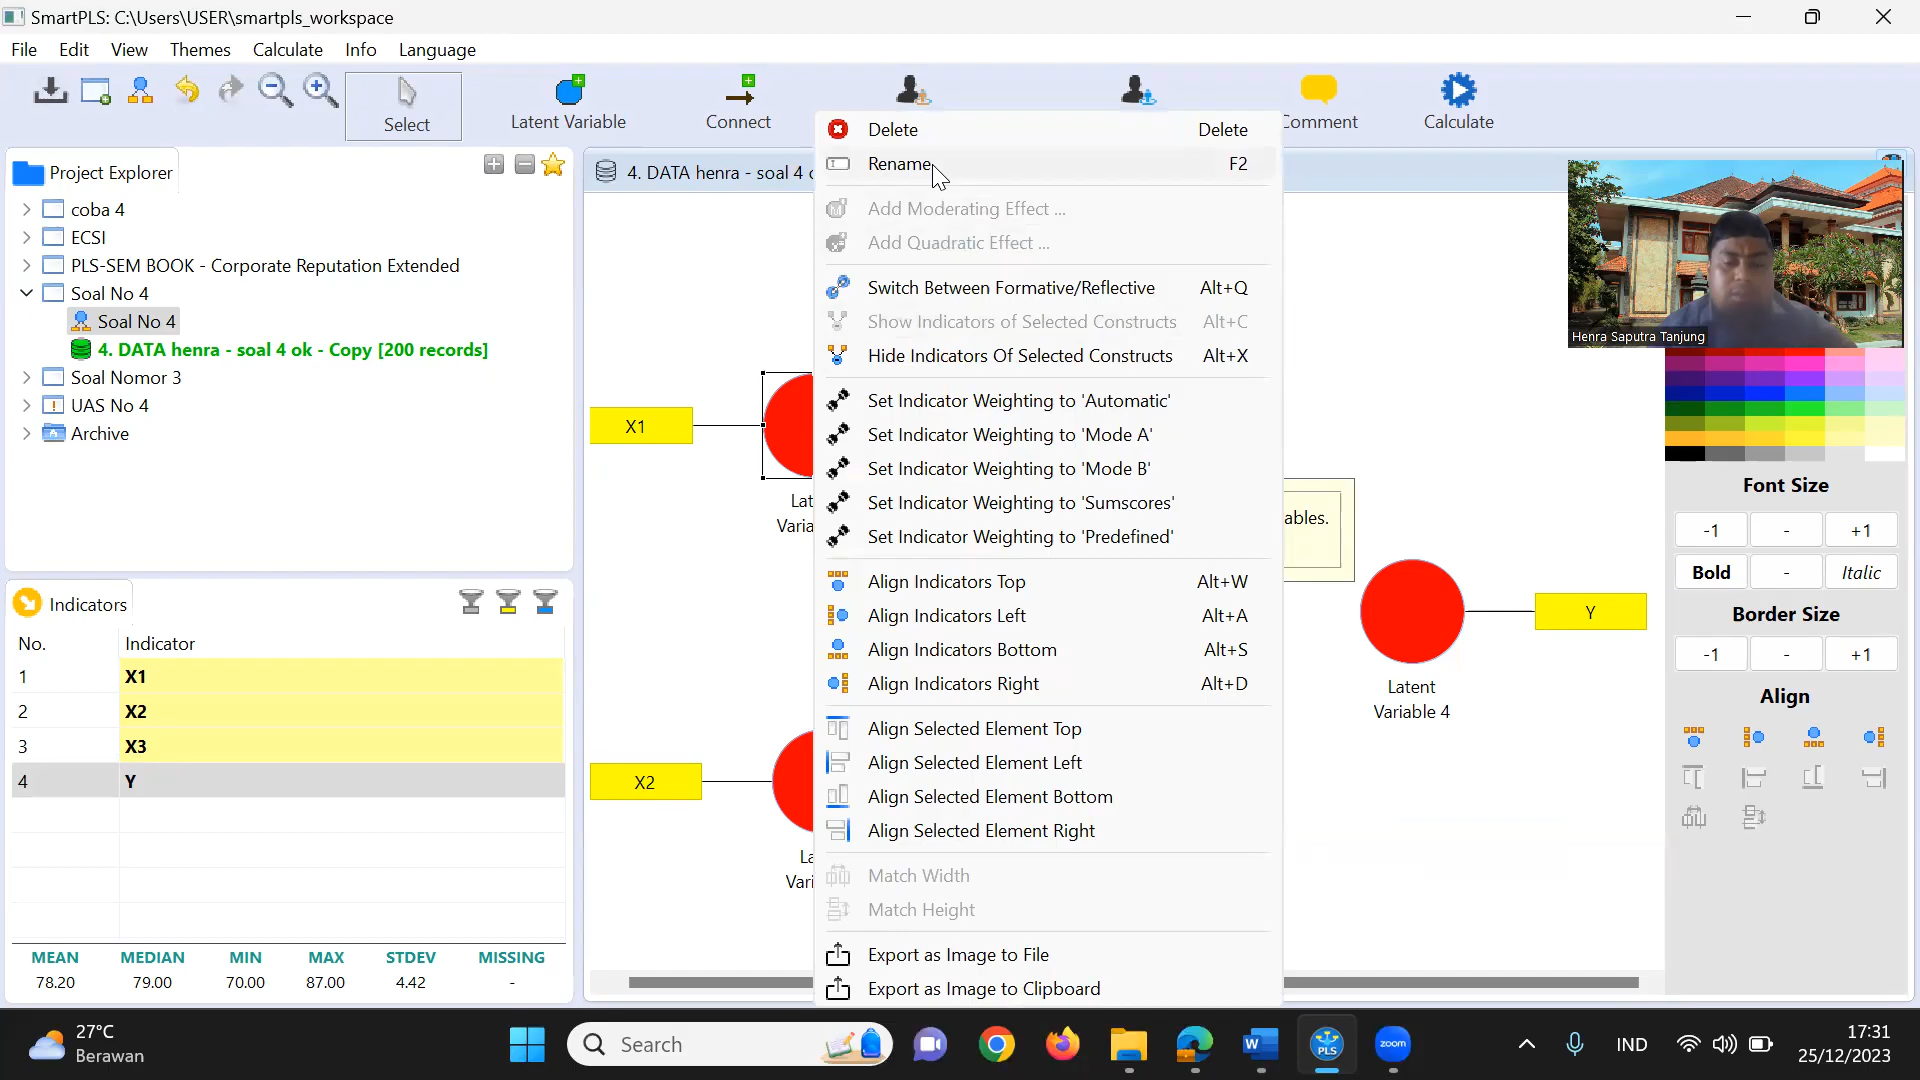 SmartPLS: C:\Users\USER\smartpls_workspace
File Edit View Themes Calculate Info Language
Select
Latent Variable
Connect
Comment
Calculate
Project Explorer
coba 4
ECSI
PLS-SEM BOOK - Corporate Reputation Extended
Soal No 4
Soal No 4
4. DATA henra - soal 4 ok - Copy [200 records]
Soal Nomor 3
UAS No 4
Archive
Indicators
No. Indicator
1 X1
2 X2
3 X3
4 Y
MEAN MEDIAN MIN MAX STDEV MISSING
78.20 79.00 70.00 87.00 4.42 -
4. DATA henra - soal 4 o
X1
Lat
Varia
X2
La
Vari
ables.
Y
Latent
Variable 4
Delete Delete
Rename F2
Add Moderating Effect ...
Add Quadratic Effect ...
Switch Between Formative/Reflective Alt+Q
Show Indicators of Selected Constructs Alt+C
Hide Indicators Of Selected Constructs Alt+X
Set Indicator Weighting to 'Automatic'
Set Indicator Weighting to 'Mode A'
Set Indicator Weighting to 'Mode B'
Set Indicator Weighting to 'Sumscores'
Set Indicator Weighting to 'Predefined'
Align Indicators Top Alt+W
Align Indicators Left Alt+A
Align Indicators Bottom Alt+S
Align Indicators Right Alt+D
Align Selected Element Top
Align Selected Element Left
Align Selected Element Bottom
Align Selected Element Right
Match Width
Match Height
Export as Image to File
Export as Image to Clipboard
Henra Saputra Tanjung
Font Size
-1 - +1
Bold - Italic
Border Size
-1 - +1
Align
27°C
Berawan
Search
W
PLS
zoom
IND
17:31
25/12/2023